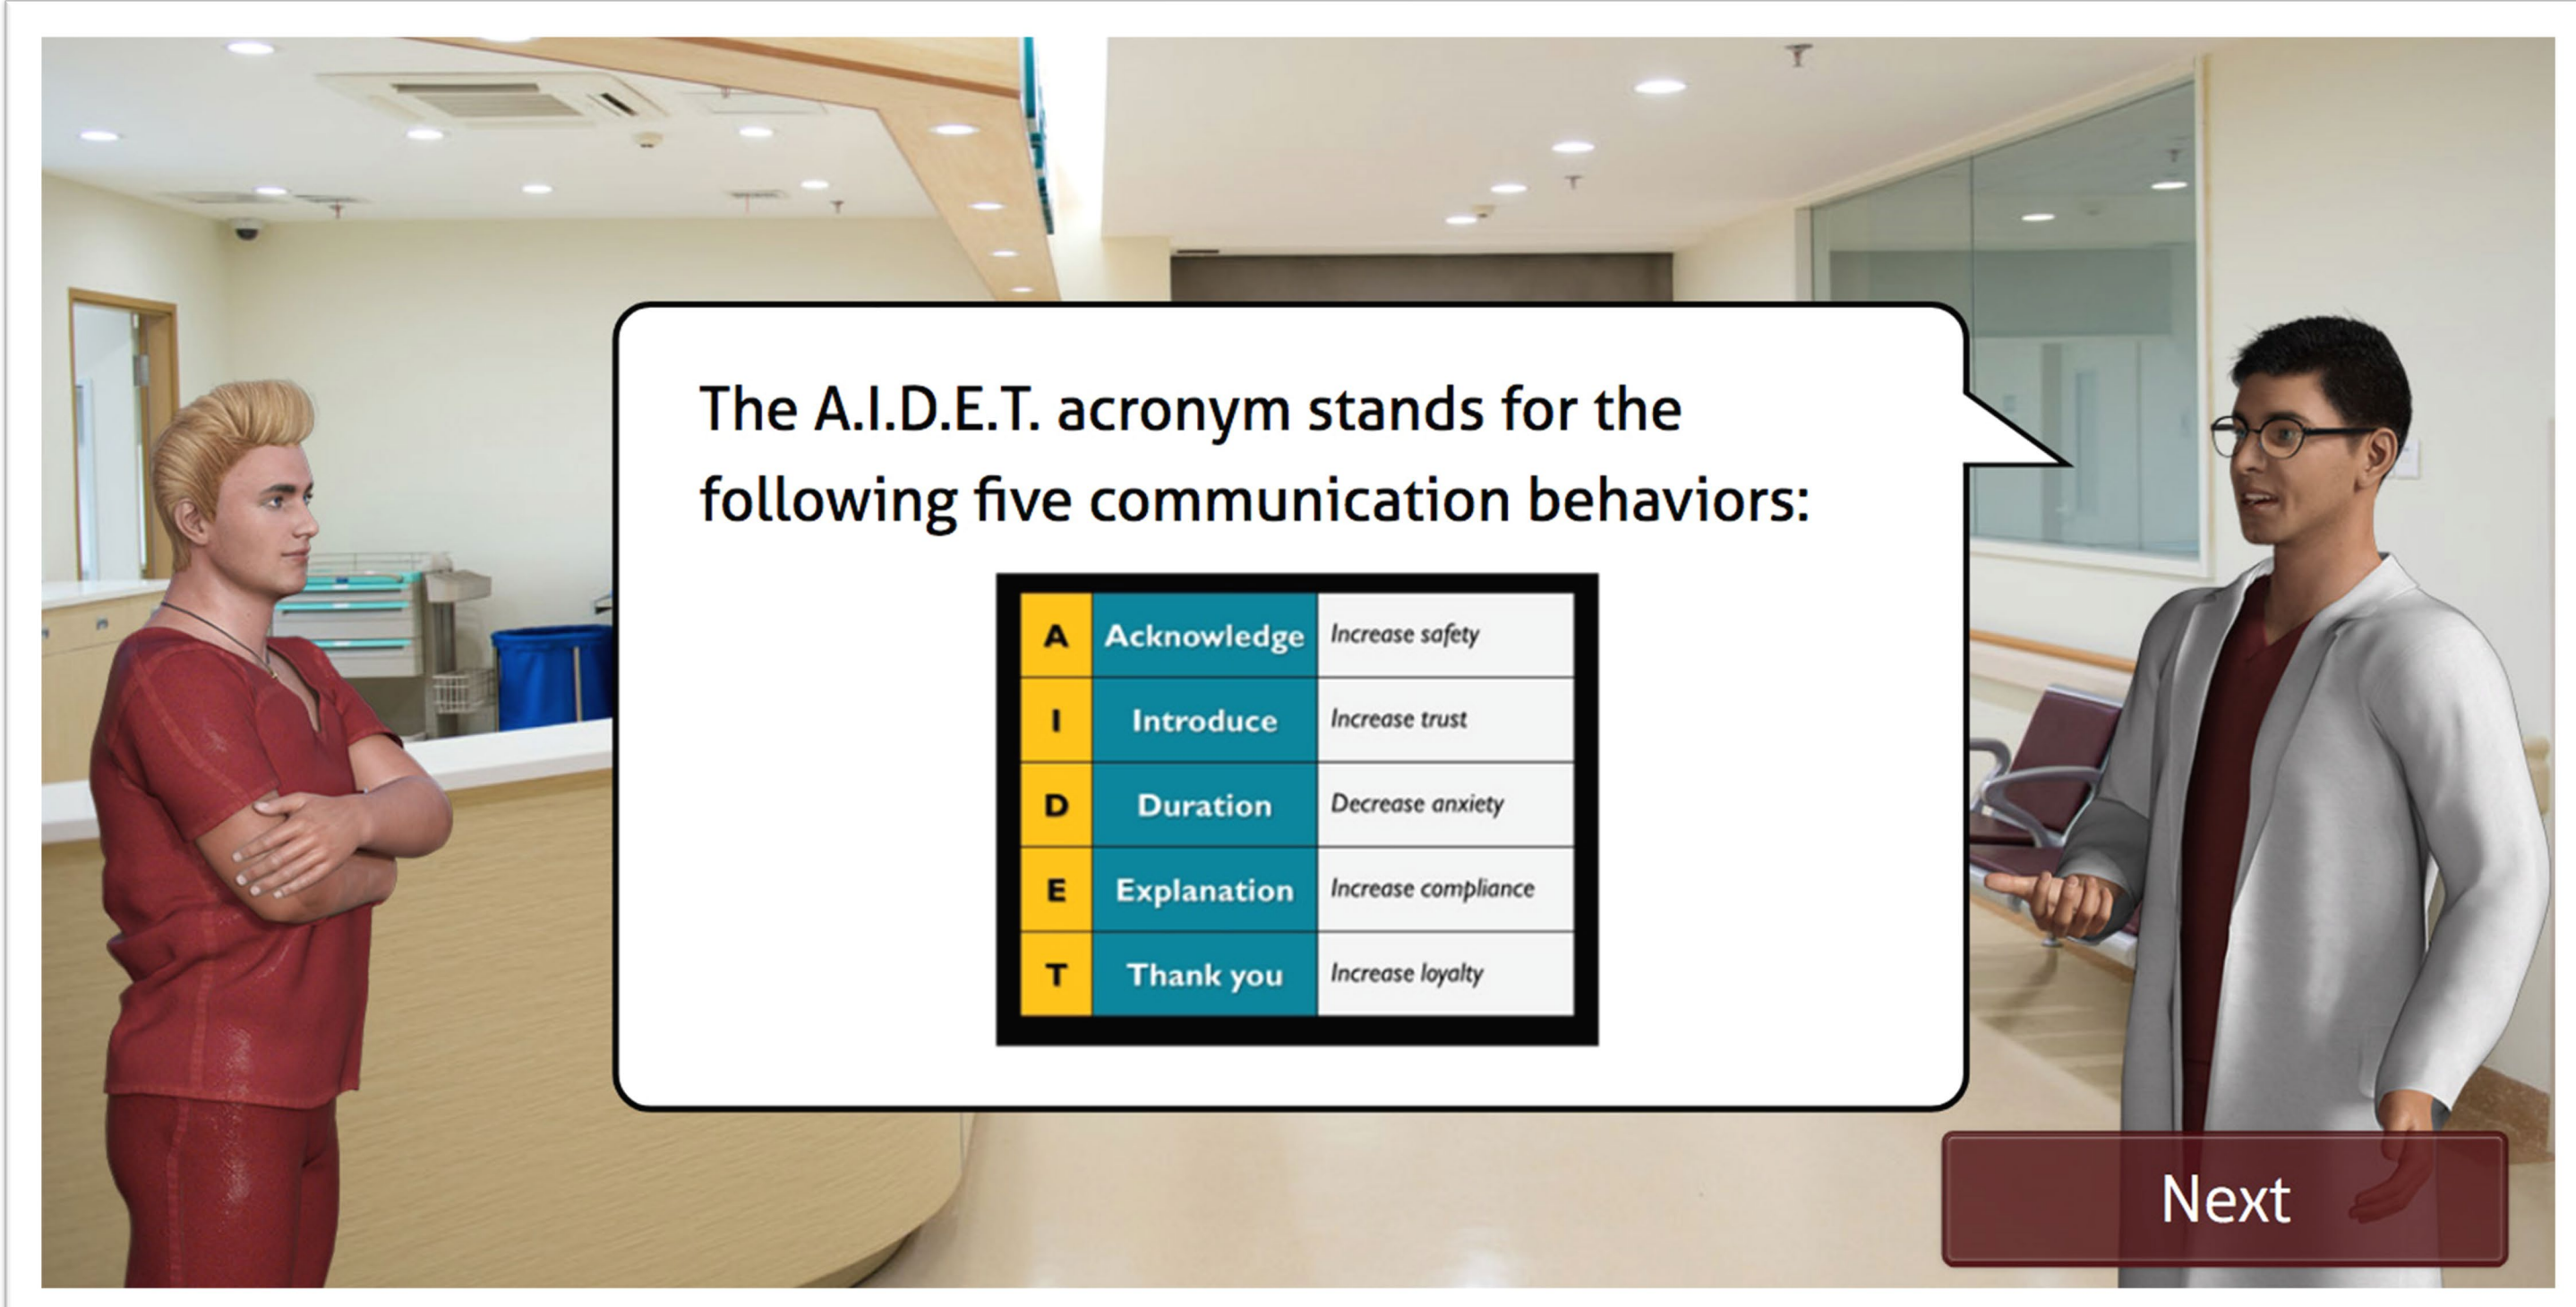 The A.I.D.E.T. acronym stands for the
following five communication behaviors:
A Acknowledge Increase safety
I Introduce Increase trust
D Duration Decrease anxiety
E Explanation Increase compliance
T Thank you Increase loyalty
Next